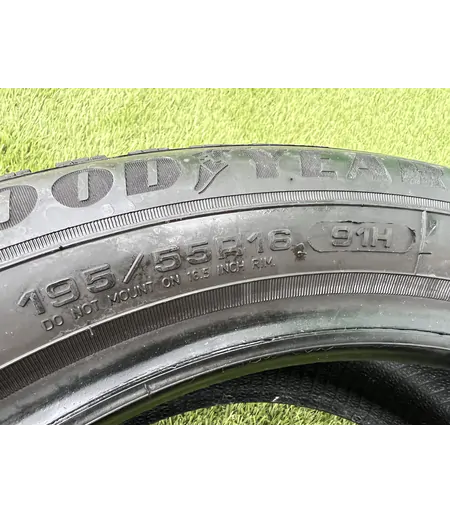 GOODYEAR
195/55R16 91H
DO NOT MOUNT ON 16.5 INCH RIM.